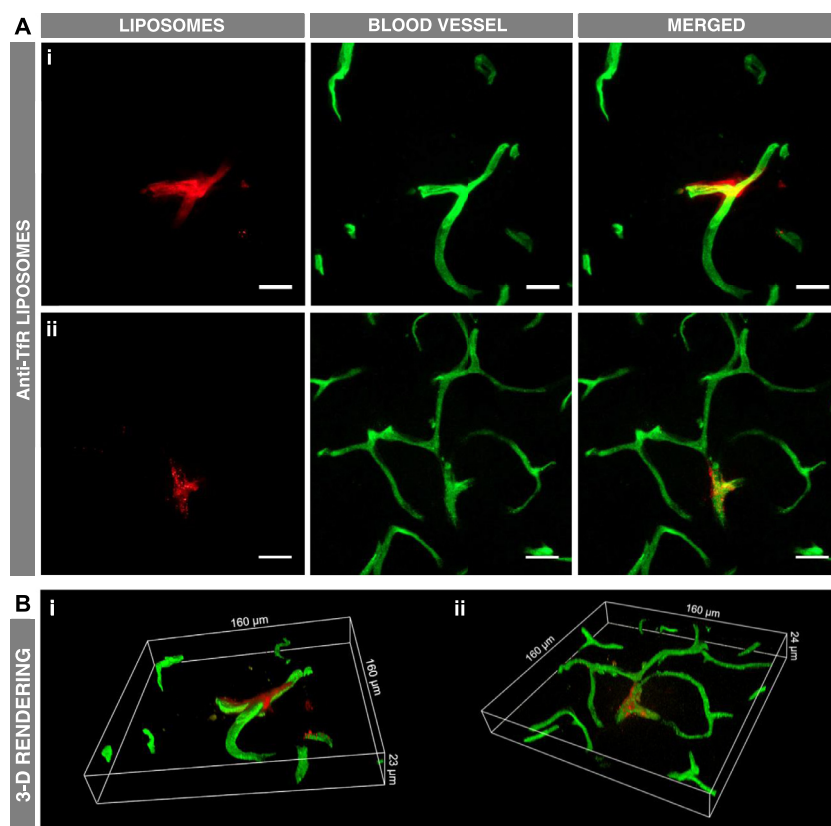 A
LIPOSOMES
BLOOD VESSEL
MERGED
Anti-TfR LIPOSOMES
i
ii
B
3-D RENDERING
i
160 µm
160 µm
23 µm
ii
160 µm
160 µm
24 µm